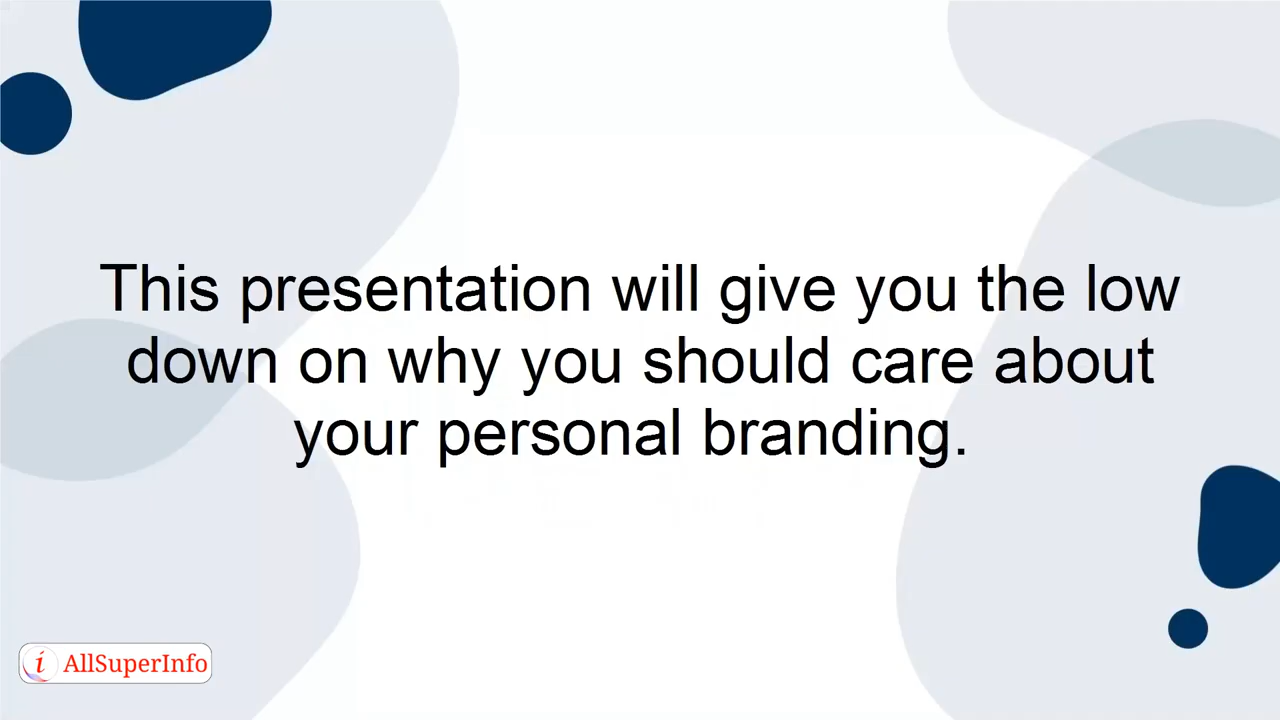 This presentation will give you the low
down on why you should care about
your personal branding.
i AllSuperInfo